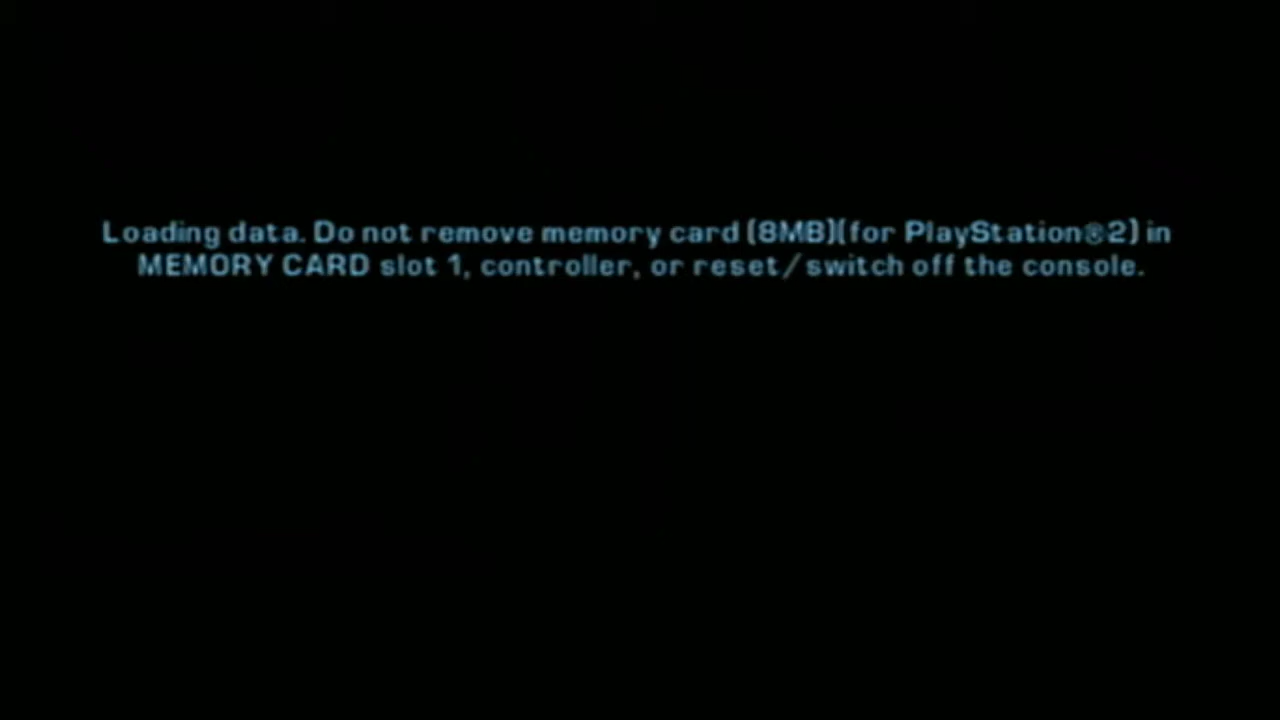 Loading data. Do not remove memory card (8MB)(for PlayStation®2) in
MEMORY CARD slot 1, controller, or reset/switch off the console.